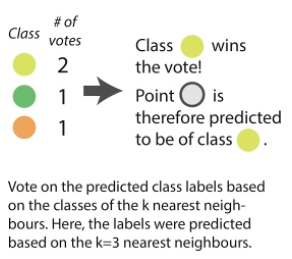 Class
# of
votes
2
1
1
Class wins
the vote!
Point is
therefore predicted
to be of class .
Vote on the predicted class labels based
on the classes of the k nearest neigh-
bours. Here, the labels were predicted
based on the k=3 nearest neighbours.